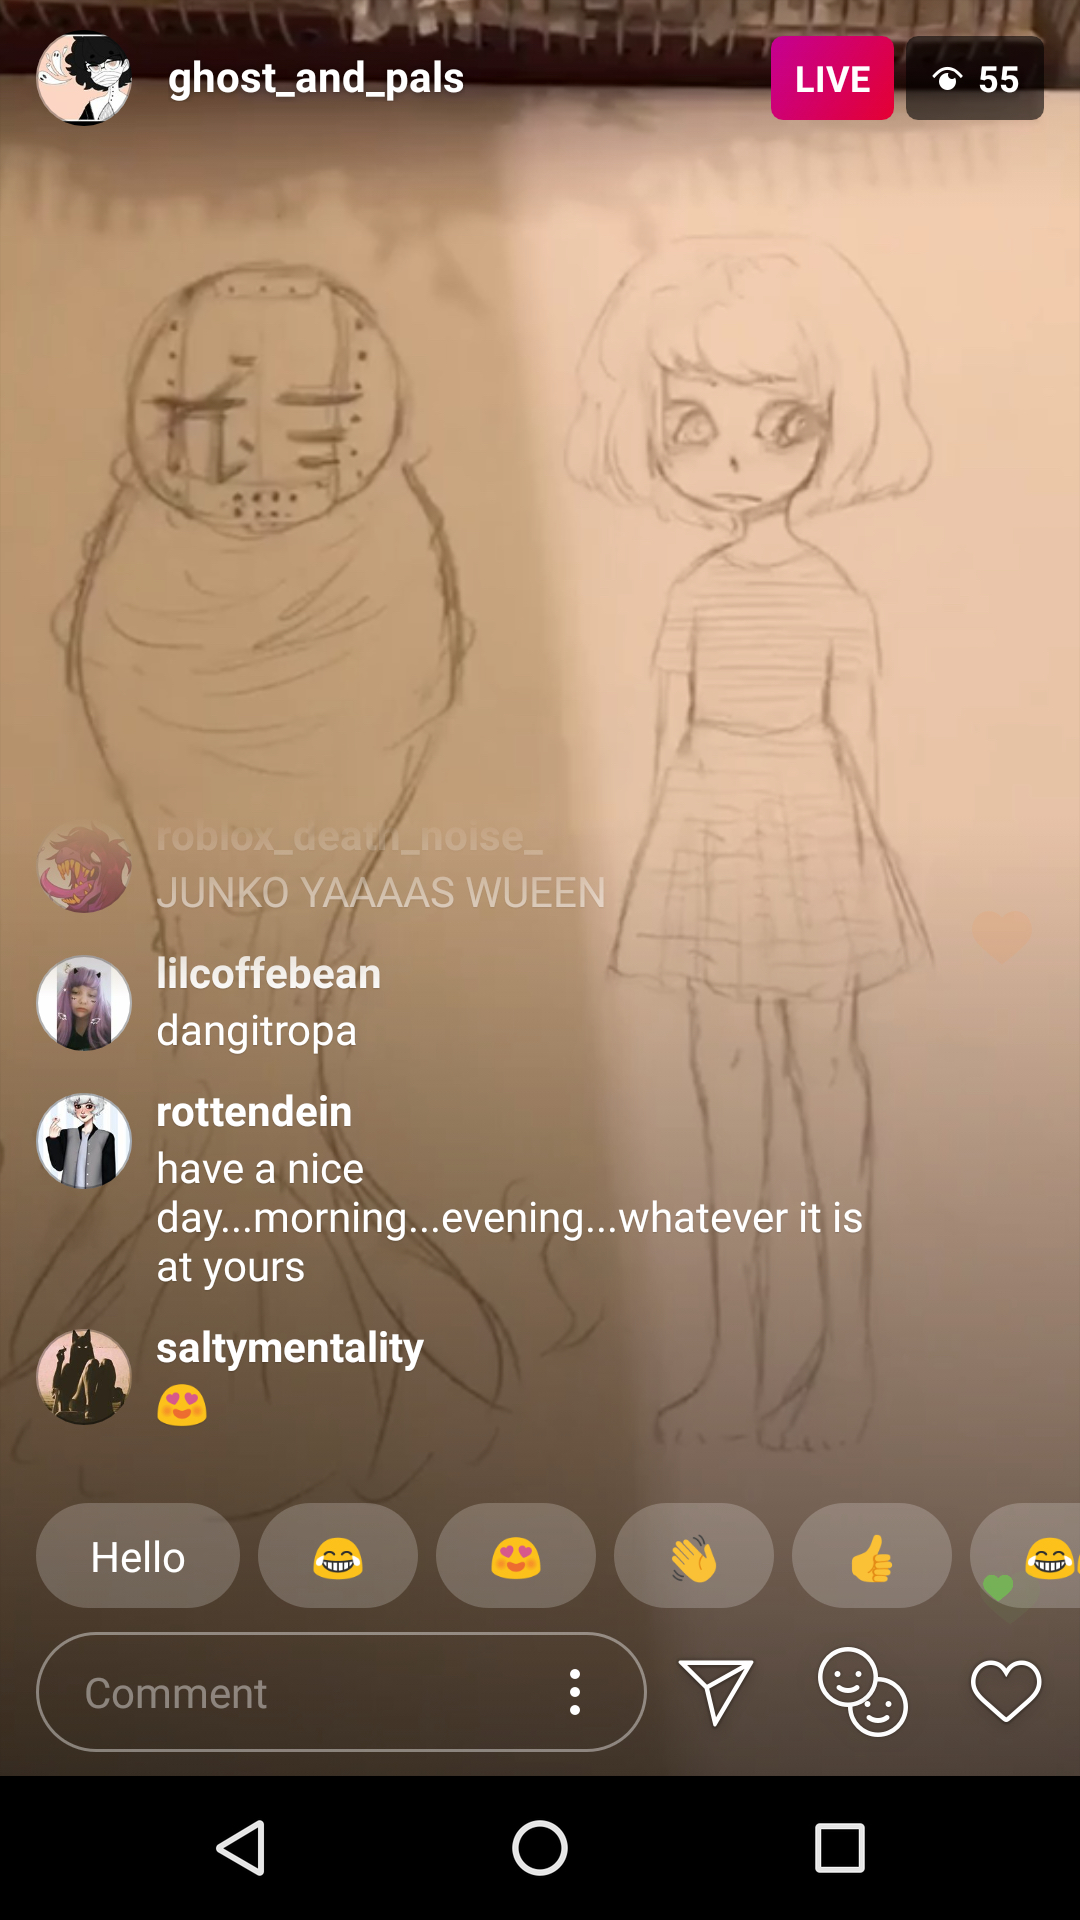 ghost_and_pals
LIVE
55
roblox_death_noise_
JUNKO YAAAAS WUEEN
lilcoffebean
dangitropa
rottendein
have a nice
day...morning...evening...whatever it is
at yours
saltymentality
😍
Hello
😂
😍
👋
👍
😂
Comment